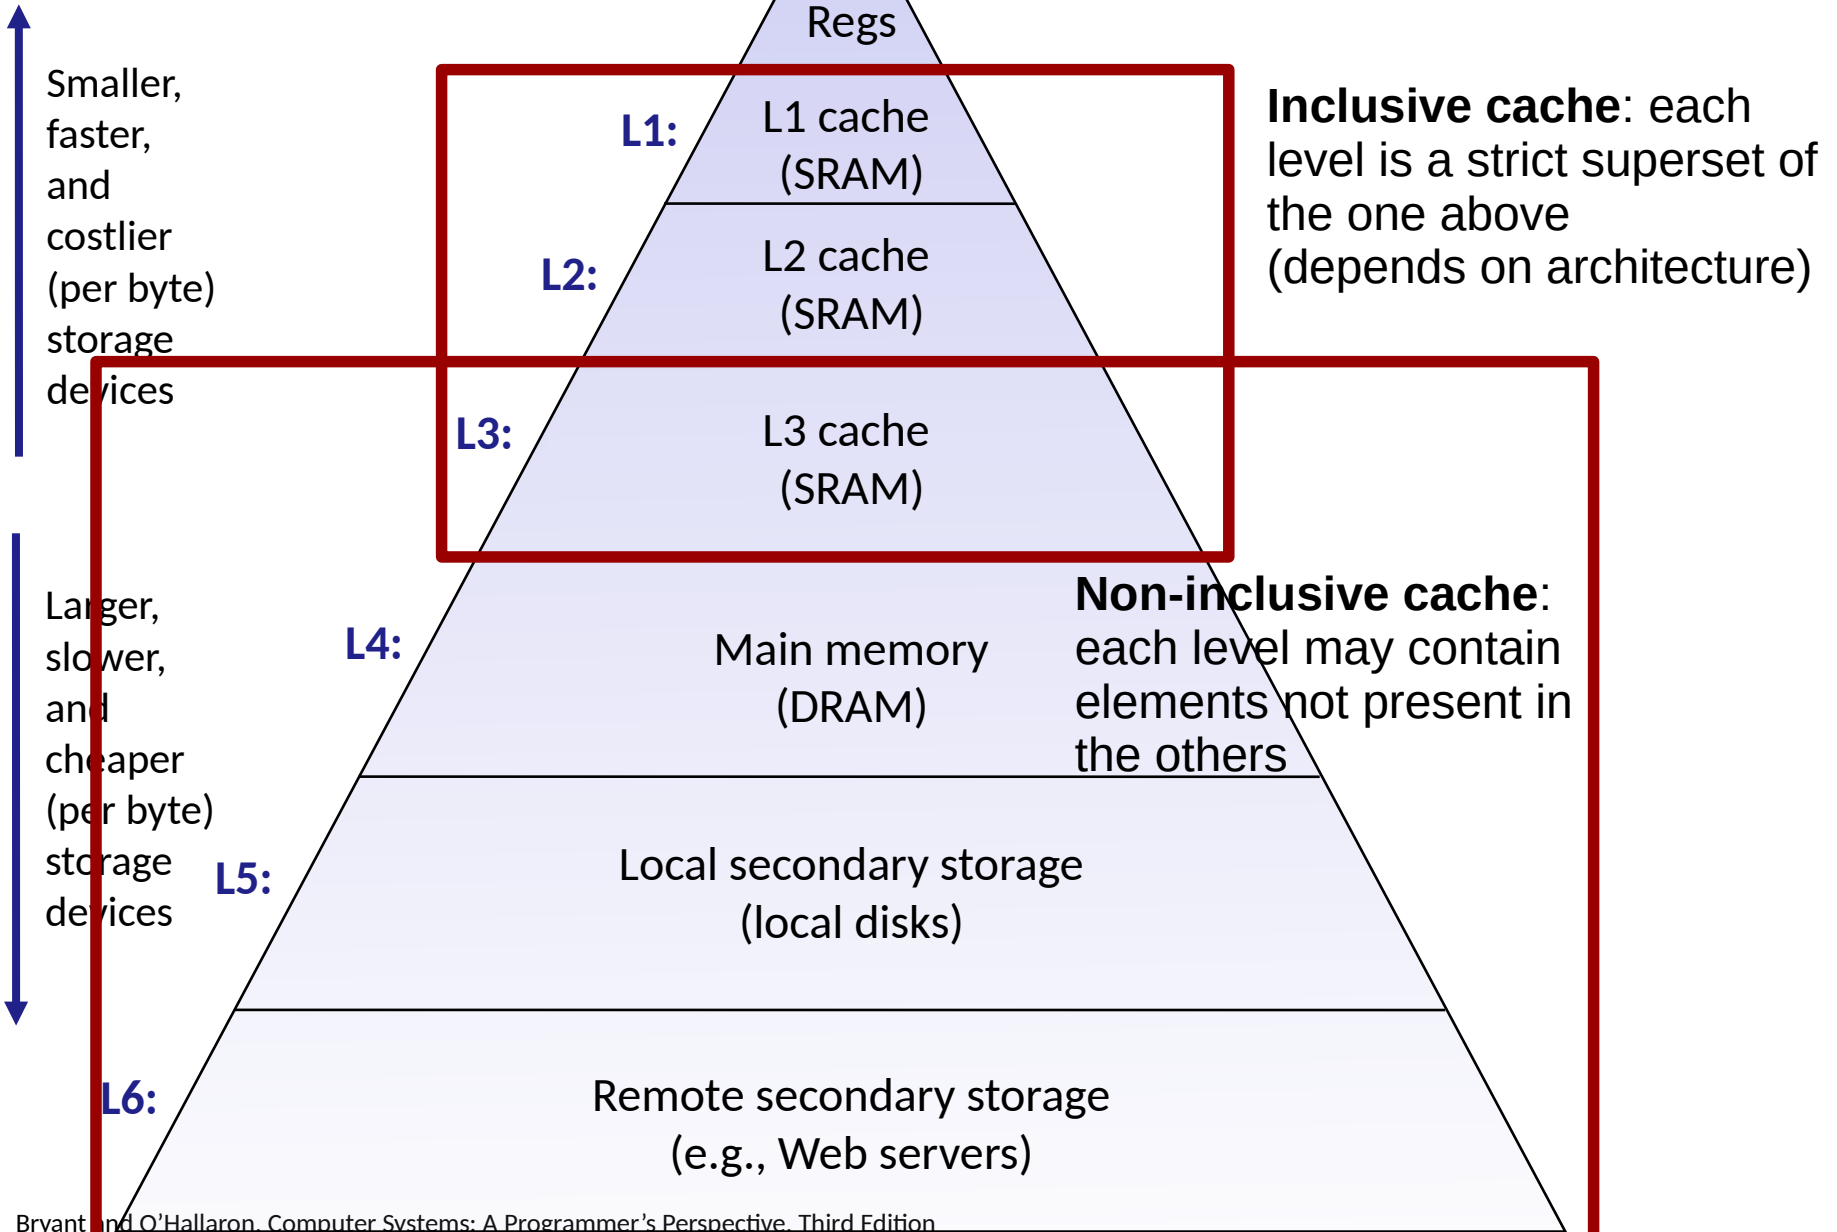 Regs
Smaller,
faster,
and
costlier
(per byte)
storage
devices
L1:
L1 cache
(SRAM)
Inclusive cache: each
level is a strict superset of
the one above
(depends on architecture)
L2:
L2 cache
(SRAM)
L3:
L3 cache
(SRAM)
Larger,
slower,
and
cheaper
(per byte)
storage
devices
L4:
Main memory
(DRAM)
Non-inclusive cache:
each level may contain
elements not present in
the others
L5:
Local secondary storage
(local disks)
L6:
Remote secondary storage
(e.g., Web servers)
Bryant and O’Hallaron, Computer Systems: A Programmer’s Perspective, Third Edition